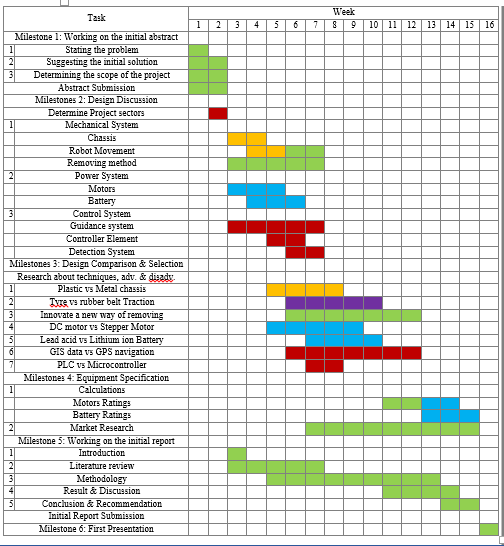 Task
Week
1 2 3 4 5 6 7 8 9 10 11 12 13 14 15 16
Milestone 1: Working on the initial abstract
1 Stating the problem
2 Suggesting the initial solution
3 Determining the scope of the project
Abstract Submission
Milestones 2: Design Discussion
Determine Project sectors
1 Mechanical System
Chassis
Robot Movement
Removing method
2 Power System
Motors
Battery
3 Control System
Guidance system
Controller Element
Detection System
Milestones 3: Design Comparison & Selection
Research about techniques, adv. & disadv.
1 Plastic vs Metal chassis
2 Tyre vs rubber belt Traction
3 Innovate a new way of removing
4 DC motor vs Stepper Motor
5 Lead acid vs Lithium ion Battery
6 GIS data vs GPS navigation
7 PLC vs Microcontroller
Milestones 4: Equipment Specification
1 Calculations
Motors Ratings
Battery Ratings
2 Market Research
Milestone 5: Working on the initial report
1 Introduction
2 Literature review
3 Methodology
4 Result & Discussion
5 Conclusion & Recommendation
Initial Report Submission
Milestone 6: First Presentation